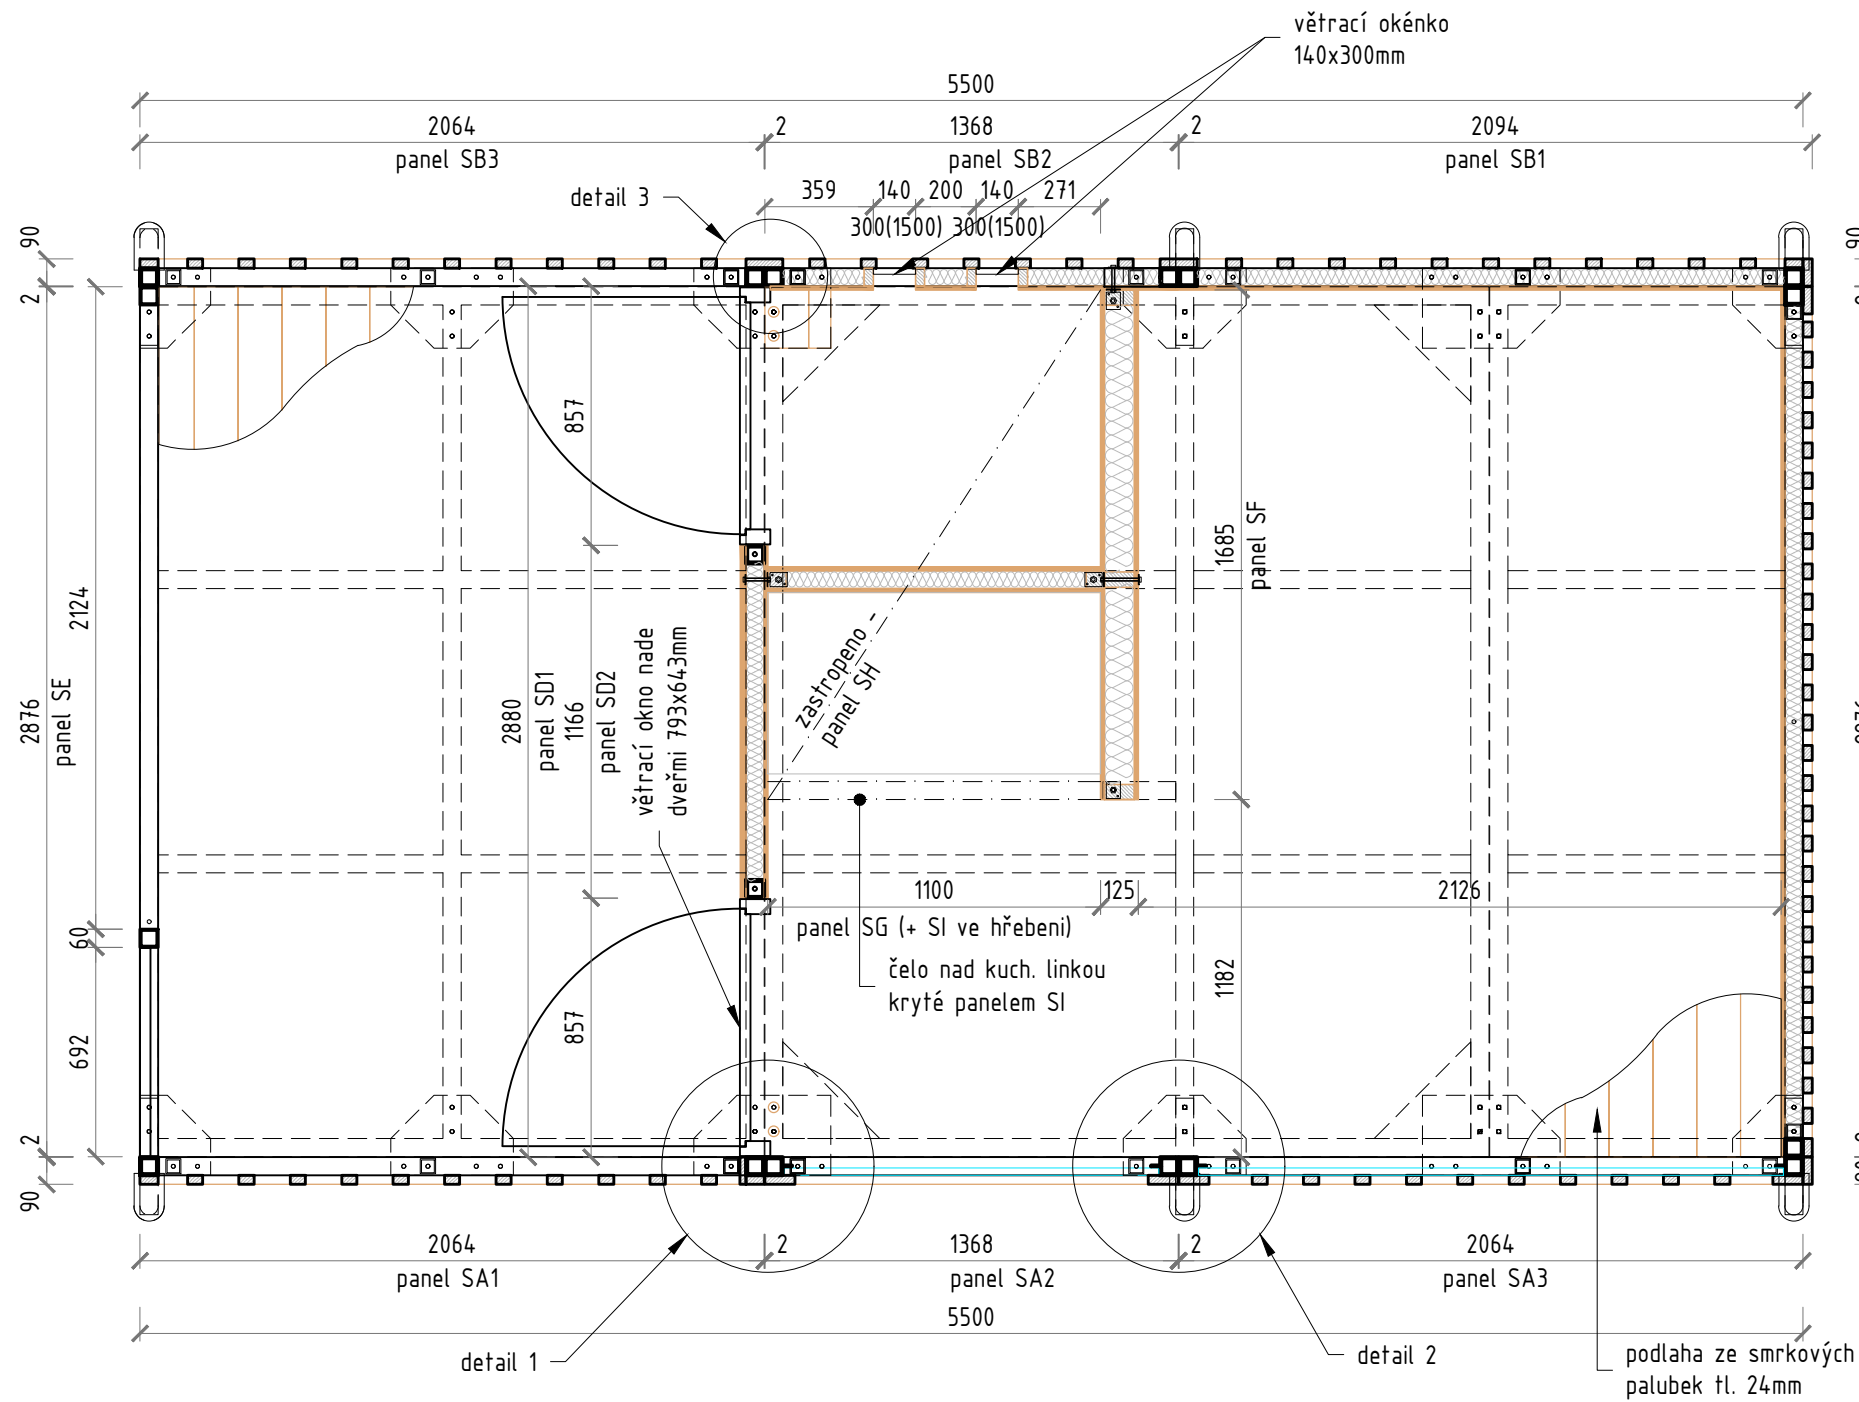 větrací okénko
140x300mm
5500
2064
2
1368
2
2094
panel SB3
panel SB2
panel SB1
detail 3
359
140
200
140
271
300(1500)
300(1500)
90
2
90
857
2124
2876
panel SE
2880
panel SD1
1166
panel SD2
větrací okno nade
dveřmi 793x643mm
zastropeno -
panel SH
1685
panel SF
60
692
857
1100
125
2126
panel SG (+ SI ve hřebeni)
čelo nad kuch. linkou
kryté panelem SI
1182
2
90
2064
2
1368
2
2064
panel SA1
panel SA2
panel SA3
5500
detail 1
detail 2
podlaha ze smrkových
palubek tl. 24mm